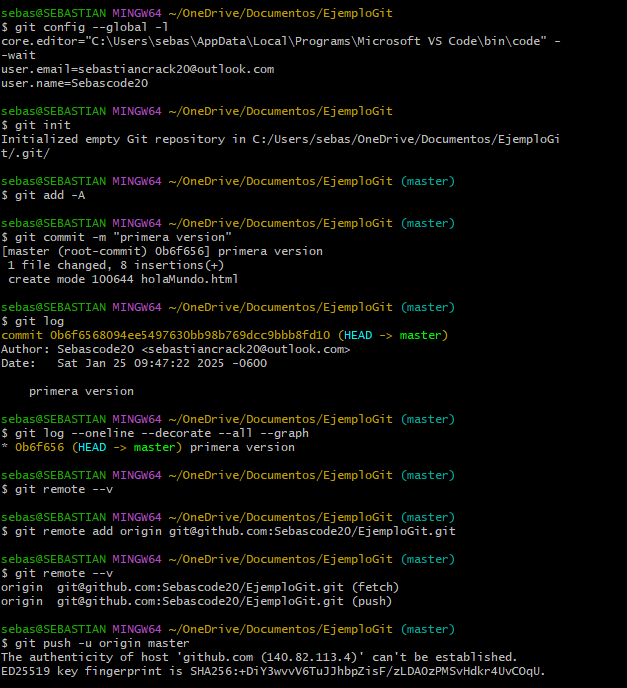 sebas@SEBASTIAN MINGW64 ~/OneDrive/Documentos/EjemploGit
$ git config --global -l
core.editor="C:\Users\sebas\AppData\Local\Programs\Microsoft VS Code\bin\code" -
-wait
user.email=sebastiancrack20@outlook.com
user.name=Sebascode20
sebas@SEBASTIAN MINGW64 ~/OneDrive/Documentos/EjemploGit
$ git init
Initialized empty Git repository in C:/Users/sebas/OneDrive/Documentos/EjemploGi
t/.git/
sebas@SEBASTIAN MINGW64 ~/OneDrive/Documentos/EjemploGit (master)
$ git add -A
sebas@SEBASTIAN MINGW64 ~/OneDrive/Documentos/EjemploGit (master)
$ git commit -m "primera version"
[master (root-commit) 0b6f656] primera version
1 file changed, 8 insertions(+)
create mode 100644 holaMundo.html
sebas@SEBASTIAN MINGW64 ~/OneDrive/Documentos/EjemploGit (master)
$ git log
commit 0b6f6568094ee5497630bb98b769dcc9bbb8fd10 (HEAD -> master)
Author: Sebascode20 <sebastiancrack20@outlook.com>
Date:   Sat Jan 25 09:47:22 2025 -0600
primera version
sebas@SEBASTIAN MINGW64 ~/OneDrive/Documentos/EjemploGit (master)
$ git log --oneline --decorate --all --graph
* 0b6f656 (HEAD -> master) primera version
sebas@SEBASTIAN MINGW64 ~/OneDrive/Documentos/EjemploGit (master)
$ git remote --v
sebas@SEBASTIAN MINGW64 ~/OneDrive/Documentos/EjemploGit (master)
$ git remote add origin git@github.com:Sebascode20/EjemploGit.git
sebas@SEBASTIAN MINGW64 ~/OneDrive/Documentos/EjemploGit (master)
$ git remote --v
origin  git@github.com:Sebascode20/EjemploGit.git (fetch)
origin  git@github.com:Sebascode20/EjemploGit.git (push)
sebas@SEBASTIAN MINGW64 ~/OneDrive/Documentos/EjemploGit (master)
$ git push -u origin master
The authenticity of host 'github.com (140.82.113.4)' can't be established.
ED25519 key fingerprint is SHA256:+DiY3wvvV6TuJJhbpZisF/zLDA0zPMSvHdkr4UvCOqU.